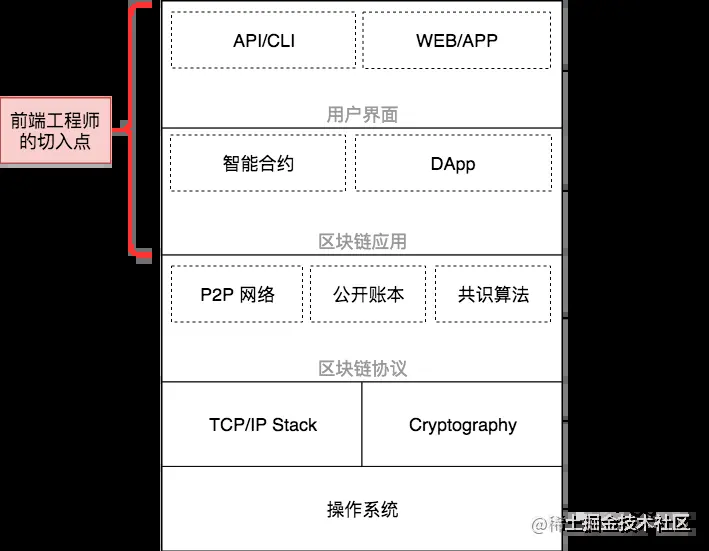 API/CLI
WEB/APP
用户界面
前端工程师
的切入点
智能合约
DApp
区块链应用
P2P 网络
公开账本
共识算法
区块链协议
TCP/IP Stack
Cryptography
操作系统
@稀土掘金技术社区